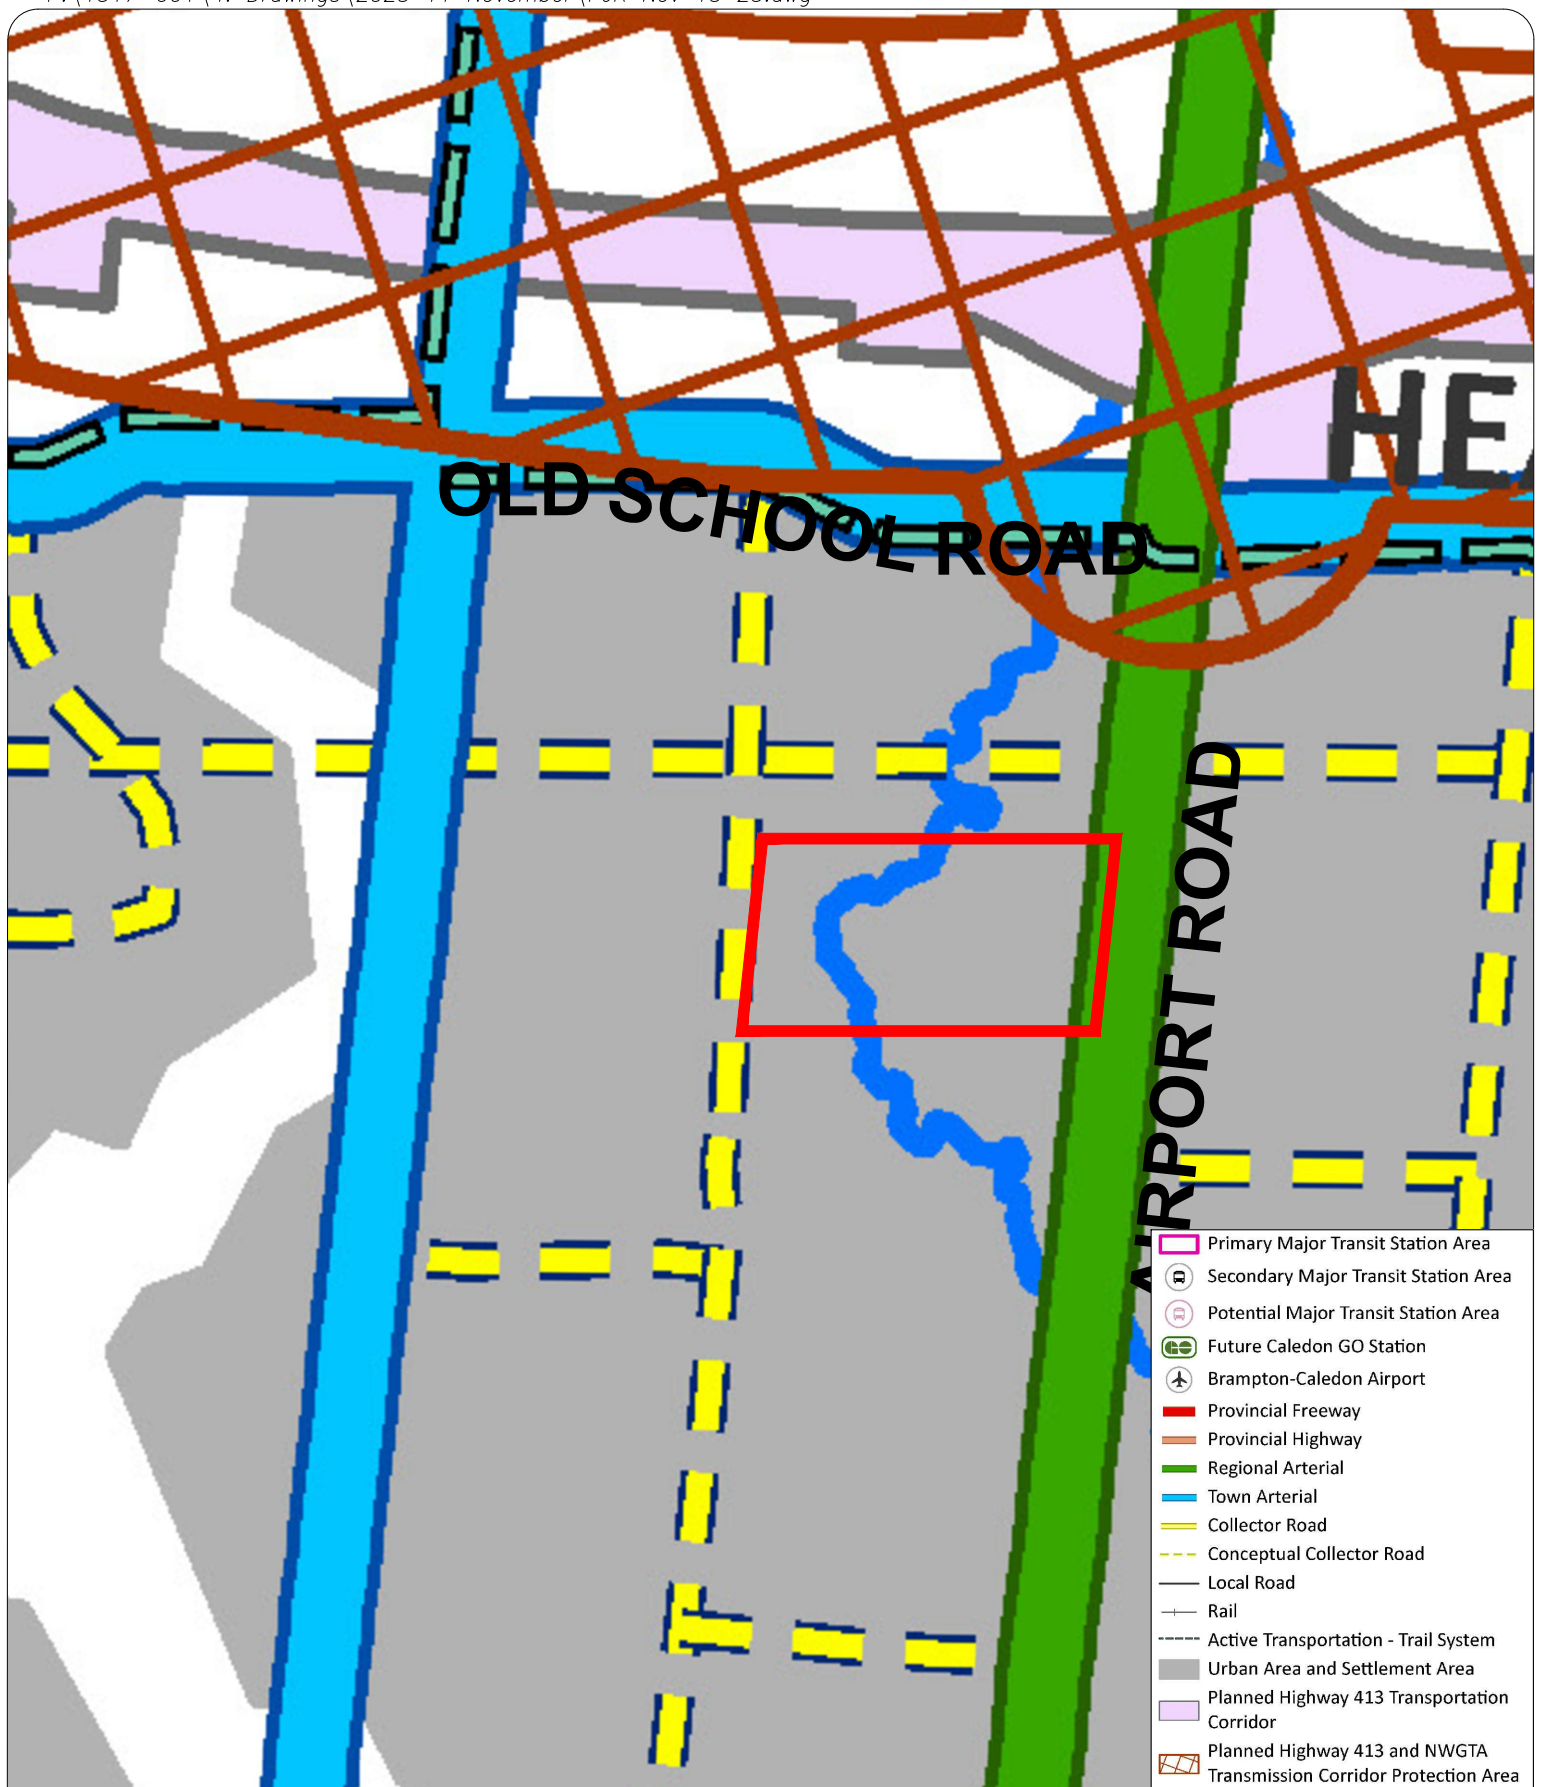 HEA
OLD SCHOOL ROAD
AIRPORT ROAD
Primary Major Transit Station Area
Secondary Major Transit Station Area
Potential Major Transit Station Area
Future Caledon GO Station
Brampton-Caledon Airport
Provincial Freeway
Provincial Highway
Regional Arterial
Town Arterial
Collector Road
Conceptual Collector Road
Local Road
Rail
Active Transportation - Trail System
Urban Area and Settlement Area
Planned Highway 413 Transportation
Corridor
Planned Highway 413 and NWGTA
Transmission Corridor Protection Area